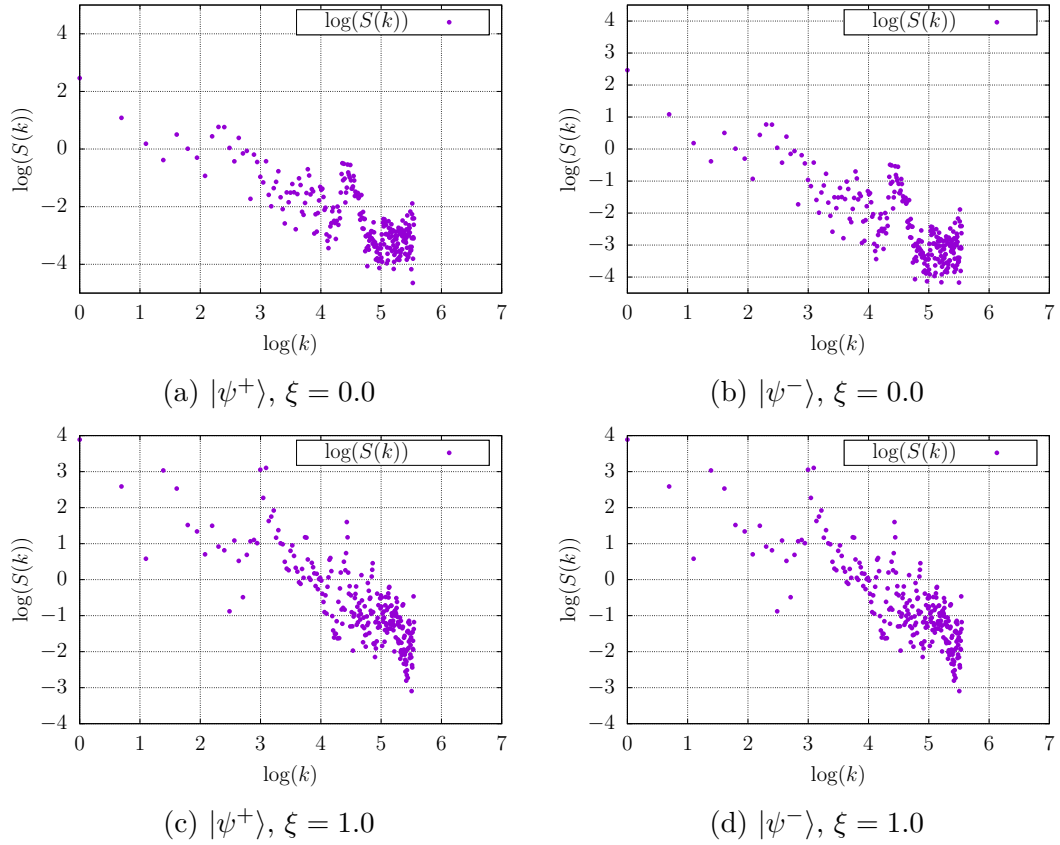 log(S(k))
4
2
0
−2
−4
log(S(k))
0 1 2 3 4 5 6 7
log(k)
(a) |ψ⁺⟩, ξ = 0.0
log(S(k))
4
3
2
1
0
−1
−2
−3
−4
log(S(k))
0 1 2 3 4 5 6 7
log(k)
(b) |ψ⁻⟩, ξ = 0.0
log(S(k))
4
3
2
1
0
−1
−2
−3
−4
log(S(k))
0 1 2 3 4 5 6 7
log(k)
(c) |ψ⁺⟩, ξ = 1.0
log(S(k))
4
3
2
1
0
−1
−2
−3
−4
log(S(k))
0 1 2 3 4 5 6 7
log(k)
(d) |ψ⁻⟩, ξ = 1.0